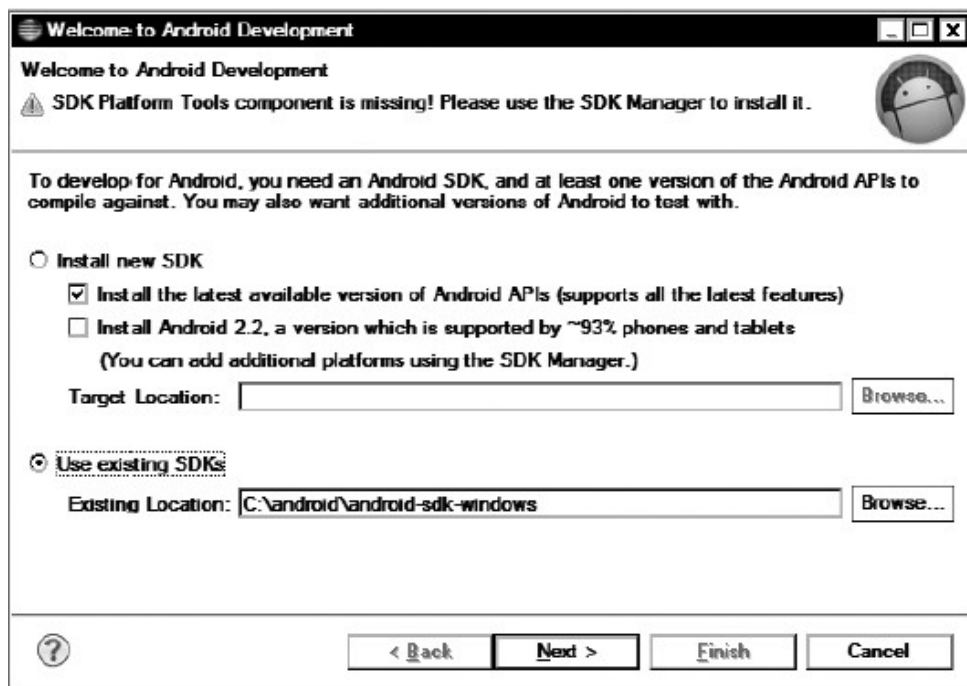 Welcome to Android Development
Welcome to Android Development
SDK Platform Tools component is missing! Please use the SDK Manager to install it.
To develop for Android, you need an Android SDK, and at least one version of the Android APIs to
compile against. You may also want additional versions of Android to test with.
Install new SDK
Install the latest available version of Android APIs (supports all the latest features)
Install Android 2.2, a version which is supported by ~93% phones and tablets
(You can add additional platforms using the SDK Manager.)
Target Location: Browse...
Use existing SDKs
Existing Location: C:\android\android-sdk-windows Browse...
? < Back Next > Finish Cancel